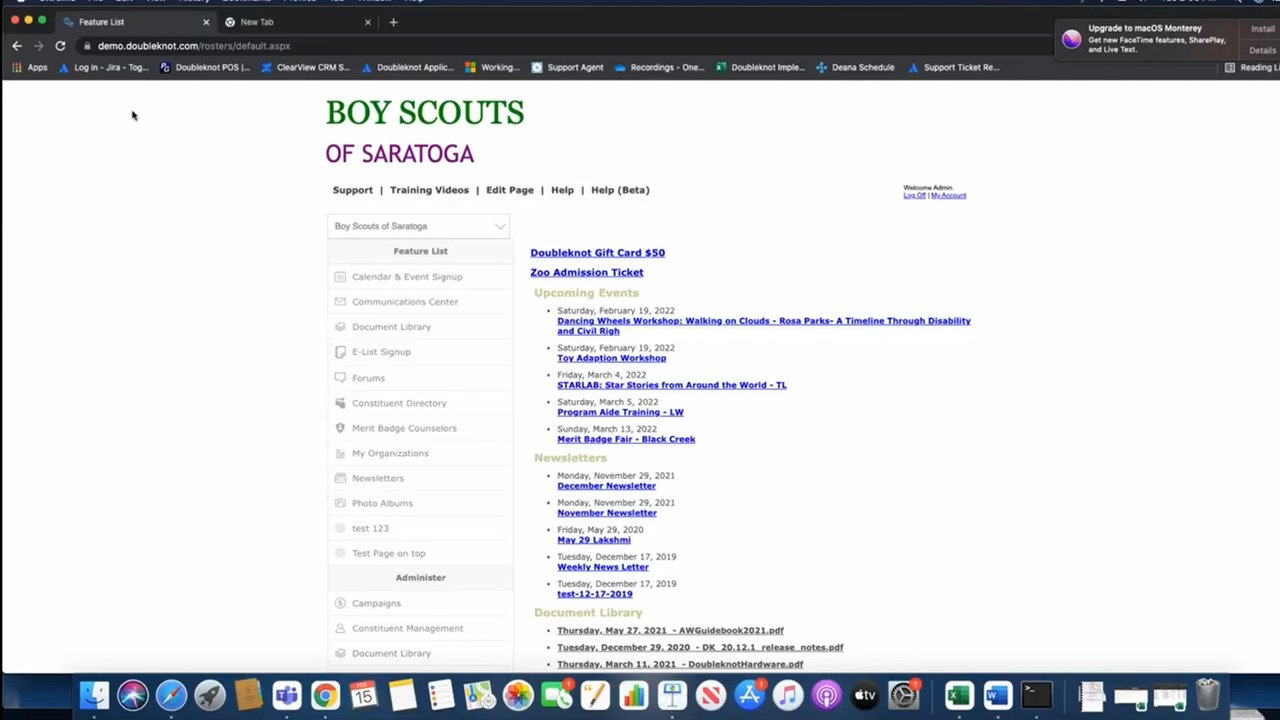 Feature List
New Tab
Upgrade to macOS Monterey
Get new FaceTime features, SharePlay,
and Live Text.
Install
Details
demo.doubleknot.com/rosters/default.aspx
Apps
Log in - Jira - Tog...
Doubleknot POS |...
ClearView CRM S...
Doubleknot Applic...
Working...
Support Agent
Recordings - One...
Doubleknot Imple...
Deana Schedule
Support Ticket Re...
Reading Li
BOY SCOUTS
OF SARATOGA
Support | Training Videos | Edit Page | Help | Help (Beta)
Welcome Admin
Log Off | My Account
Boy Scouts of Saratoga
Feature List
Calendar & Event Signup
Communications Center
Document Library
E-List Signup
Forums
Constituent Directory
Merit Badge Counselors
My Organizations
Newsletters
Photo Albums
test 123
Test Page on top
Administer
Campaigns
Constituent Management
Document Library
Doubleknot Gift Card $50
Zoo Admission Ticket
Upcoming Events
Saturday, February 19, 2022
Dancing Wheels Workshop: Walking on Clouds - Rosa Parks- A Timeline Through Disability
and Civil Righ
Saturday, February 19, 2022
Toy Adaption Workshop
Friday, March 4, 2022
STARLAB: Star Stories from Around the World - TL
Saturday, March 5, 2022
Program Aide Training - LW
Sunday, March 13, 2022
Merit Badge Fair - Black Creek
Newsletters
Monday, November 29, 2021
December Newsletter
Monday, November 29, 2021
November Newsletter
Friday, May 29, 2020
May 29 Lakshmi
Tuesday, December 17, 2019
Weekly News Letter
Tuesday, December 17, 2019
test-12-17-2019
Document Library
Thursday, May 27, 2021 - AWGuidebook2021.pdf
Tuesday, December 29, 2020 - DK_20.12.1_release_notes.pdf
Thursday, March 11, 2021 - DoubleknotHardware.pdf
FEB
15
tv